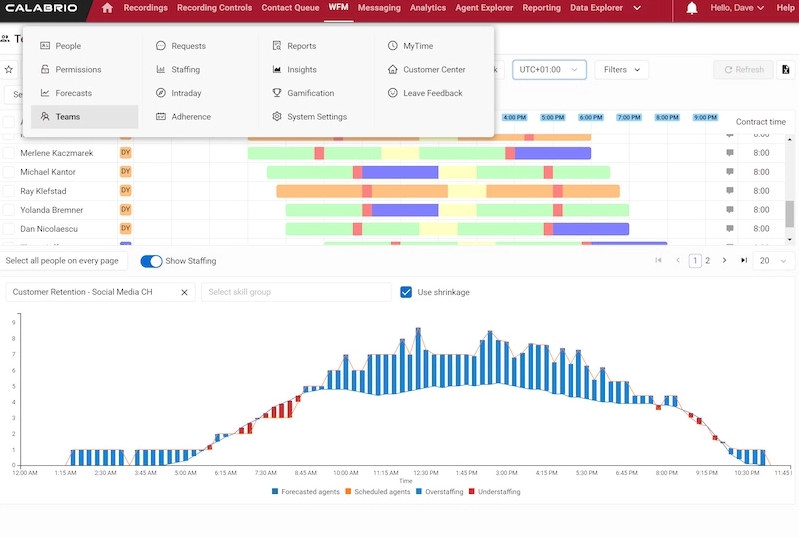 CALABRIO Recordings Recording Controls Contact Queue WFM Messaging Analytics Agent Explorer Reporting Data Explorer Hello, Dave Help
People Requests Reports MyTime
UTC+01:00 Filters Refresh
Permissions Staffing Insights Customer Center
Forecasts Intraday Gamification Leave Feedback
Teams Adherence System Settings
4:00 PM 5:00 PM 6:00 PM 7:00 PM 8:00 PM 9:00 PM Contract time
Merlene Kaczmarek DY 8:00
Michael Kantor DY 8:00
Ray Klefstad DY 8:00
Yolanda Bremner DY 8:00
Dan Nicolaescu DY 8:00
Select all people on every page Show Staffing 1 2 20
Customer Retention - Social Media CH Select skill group Use shrinkage
9
8
7
6
5
4
3
2
1
0
12:00 AM 1:15 AM 2:30 AM 3:45 AM 5:00 AM 6:15 AM 7:30 AM 8:45 AM 10:00 AM 11:15 AM 12:30 PM 1:45 PM 3:00 PM 4:15 PM 5:30 PM 6:45 PM 8:00 PM 9:15 PM 10:30 PM 11:45
Time
Forecasted agents Scheduled agents Overstaffing Understaffing